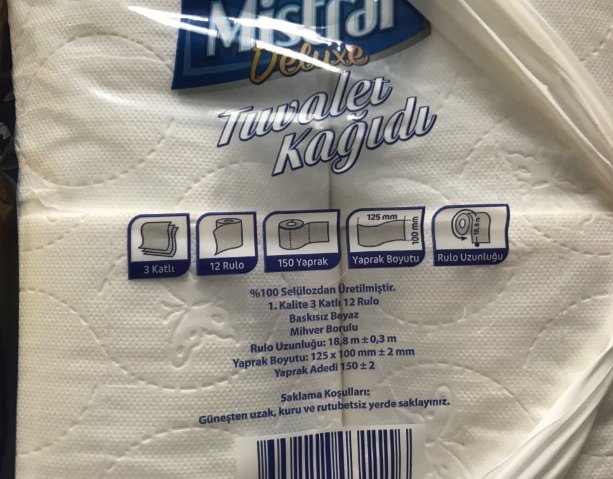 Mistral
Deluxe
Tuvalet
Kağıdı
125 mm
100 mm
18,8 m
3 Katlı
12 Rulo
150 Yaprak
Yaprak Boyutu
Rulo Uzunluğu
%100 Selülozdan Üretilmiştir.
1. Kalite 3 Katlı 12 Rulo
Baskısız Beyaz
Mihver Borulu
Rulo Uzunluğu: 18,8 m ± 0,3 m
Yaprak Boyutu: 125 x 100 mm ± 2 mm
Yaprak Adedi 150 ± 2
Saklama Koşulları;
Güneşten uzak, kuru ve rutubetsiz yerde saklayınız.